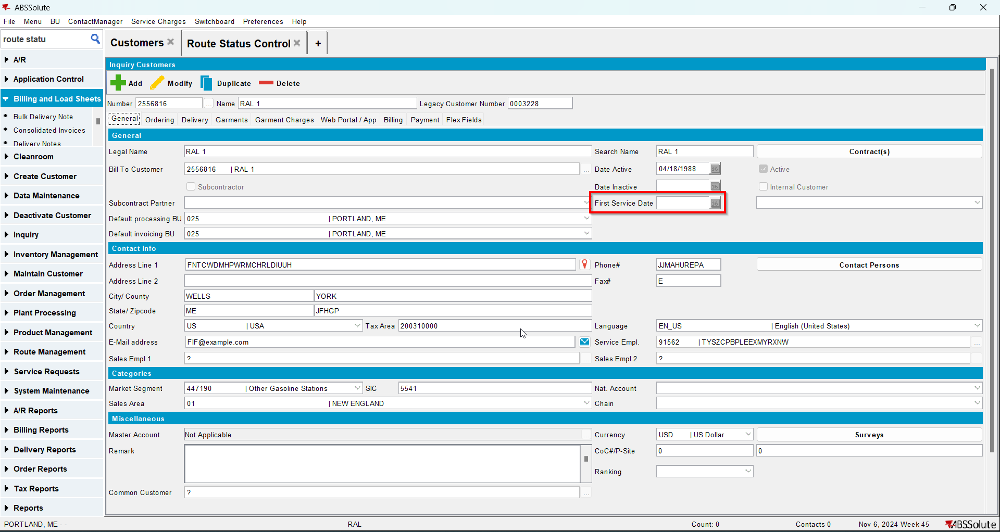 ABSSolute
File Menu BU ContactManager Service Charges Switchboard Preferences Help
route statu
Customers Route Status Control +
A/R
Application Control
Billing and Load Sheets
Bulk Delivery Note
Consolidated Invoices
Delivery Notes
Cleanroom
Create Customer
Data Maintenance
Deactivate Customer
Inquiry
Inventory Management
Maintain Customer
Order Management
Plant Processing
Product Management
Route Management
Service Requests
System Maintenance
A/R Reports
Billing Reports
Delivery Reports
Order Reports
Tax Reports
Reports
Inquiry Customers
Add Modify Duplicate Delete
Number 2556816 ... Name RAL 1 Legacy Customer Number 0003228
General Ordering Delivery Garments Garment Charges Web Portal / App Billing Payment Flex Fields
General
Legal Name RAL 1 Search Name RAL 1 Contract(s)
Bill To Customer 2556816 | RAL 1 ... Date Active 04/18/1988 16 Active
Subcontractor Date Inactive 16 Internal Customer
Subcontract Partner First Service Date 16
Default processing BU 025 | PORTLAND, ME
Default invoicing BU 025 | PORTLAND, ME
Contact info
Address Line 1 FNTCWDMHPWRMCHRLDIUUH Phone# JJMAHUREPA Contact Persons
Address Line 2 Fax# E
City/ County WELLS YORK
State/ Zipcode ME JFHGP
Country US | USA Tax Area 200310000 Language EN_US | English (United States)
E-Mail address FIF@example.com Service Empl. 91562 | TYSZCPBPLEEXMYRXNW ...
Sales Empl.1 ? ... Sales Empl.2 ? ...
Categories
Market Segment 447190 | Other Gasoline Stations SIC 5541 Nat. Account
Sales Area 01 | NEW ENGLAND Chain
Miscellaneous
Master Account Not Applicable ... Currency USD | US Dollar Surveys
Remark CoC#/P-Site 0 0
Ranking
Common Customer ? ...
PORTLAND, ME - - RAL Count: 0 Contacts 0 Nov 6, 2024 Week 45 ABSSolute